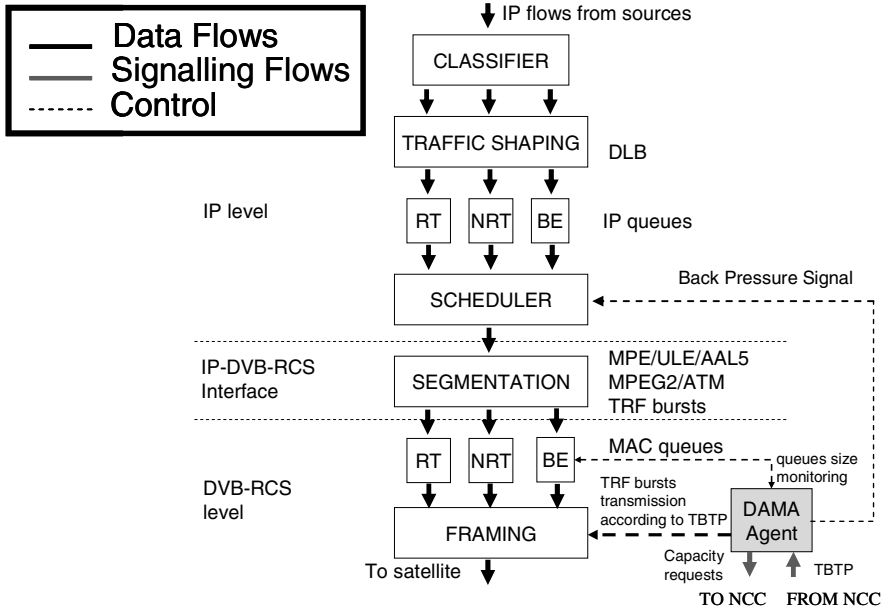 Data Flows
Signalling Flows
Control
IP flows from sources
CLASSIFIER
TRAFFIC SHAPING
DLB
IP level
RT
NRT
BE
IP queues
Back Pressure Signal
SCHEDULER
IP-DVB-RCS
Interface
SEGMENTATION
MPE/ULE/AAL5
MPEG2/ATM
TRF bursts
MAC queues
RT
NRT
BE
queues size
monitoring
DVB-RCS
level
TRF bursts
transmission
according to TBTP
DAMA
Agent
FRAMING
To satellite
Capacity
requests
TBTP
TO NCC
FROM NCC